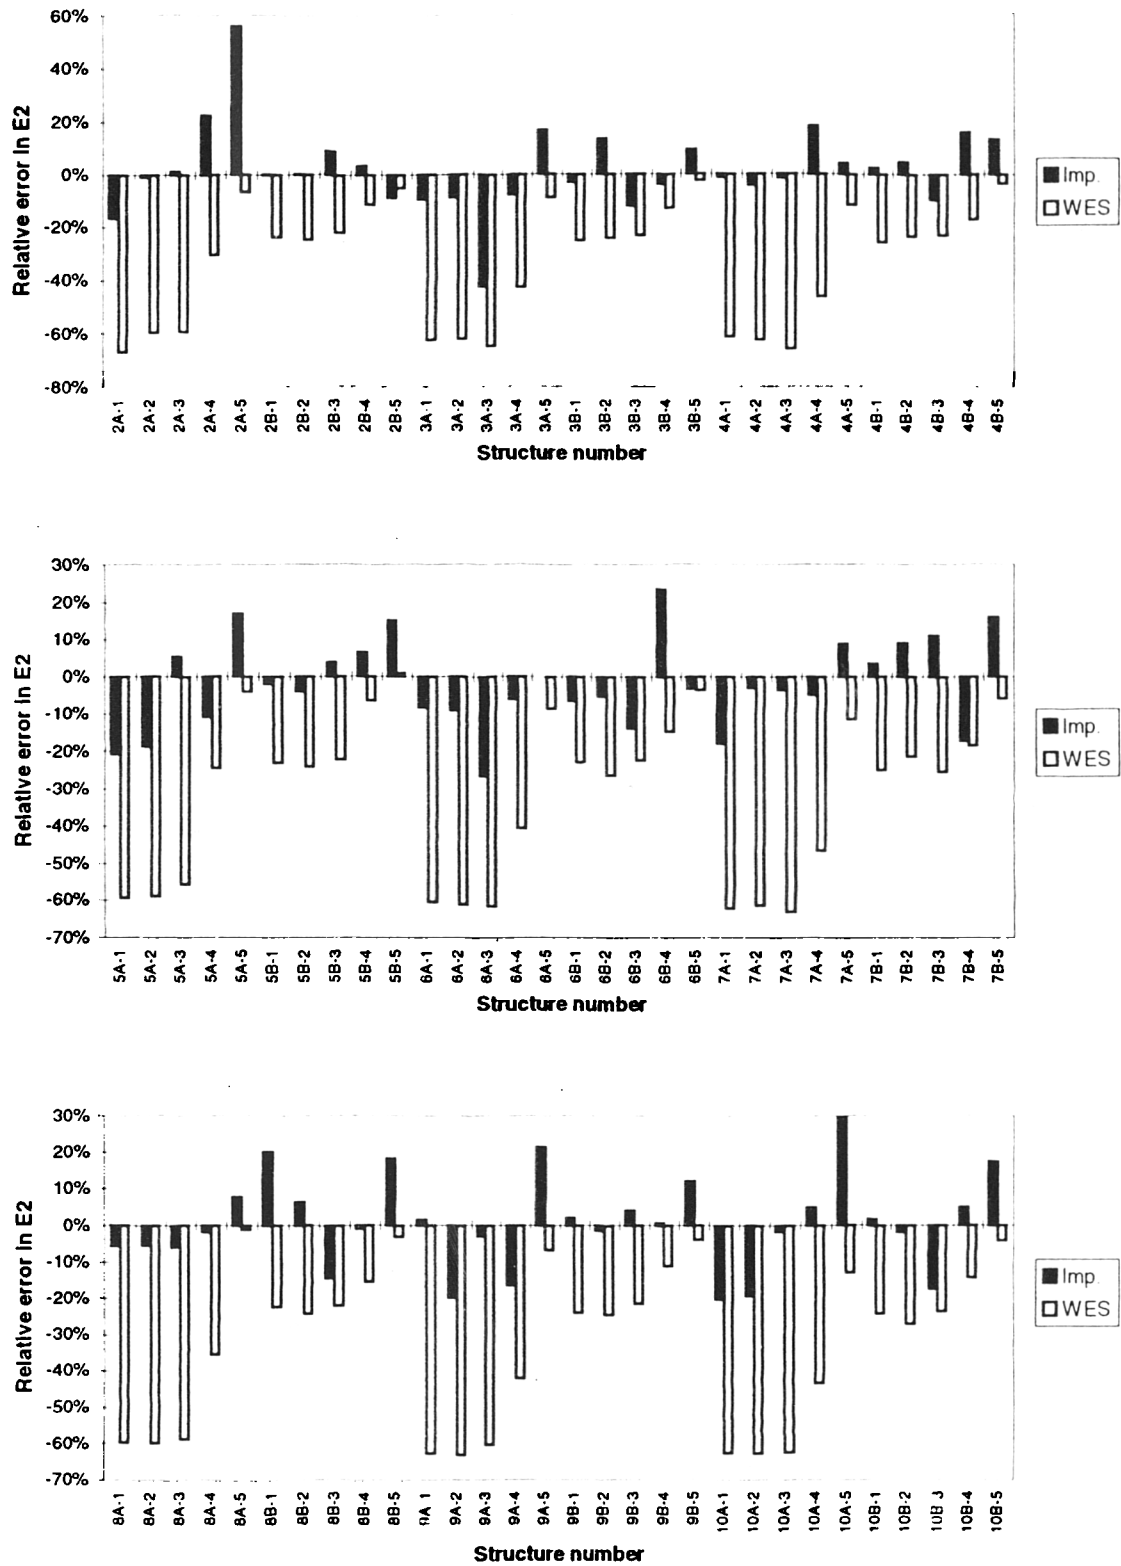 Relative error in E2
60%
40%
20%
0%
-20%
-40%
-60%
-80%
2A-1 2A-2 2A-3 2A-4 2A-5 2B-1 2B-2 2B-3 2B-4 2B-5 3A-1 3A-2 3A-3 3A-4 3A-5 3B-1 3B-2 3B-3 3B-4 3B-5 4A-1 4A-2 4A-3 4A-4 4A-5 4B-1 4B-2 4B-3 4B-4 4B-5
Structure number
Imp.
WES
Relative error in E2
30%
20%
10%
0%
-10%
-20%
-30%
-40%
-50%
-60%
-70%
5A-1 5A-2 5A-3 5A-4 5A-5 5B-1 5B-2 5B-3 5B-4 5B-5 6A-1 6A-2 6A-3 6A-4 6A-5 6B-1 6B-2 6B-3 6B-4 6B-5 7A-1 7A-2 7A-3 7A-4 7A-5 7B-1 7B-2 7B-3 7B-4 7B-5
Structure number
Imp.
WES
Relative error in E2
30%
20%
10%
0%
-10%
-20%
-30%
-40%
-50%
-60%
-70%
8A-1 8A-2 8A-3 8A-4 8A-5 8B-1 8B-2 8B-3 8B-4 8B-5 9A-1 9A-2 9A-3 9A-4 9A-5 9B-1 9B-2 9B-3 9B-4 9B-5 10A-1 10A-2 10A-3 10A-4 10A-5 10B-1 10B-2 10B-3 10B-4 10B-5
Structure number
Imp.
WES